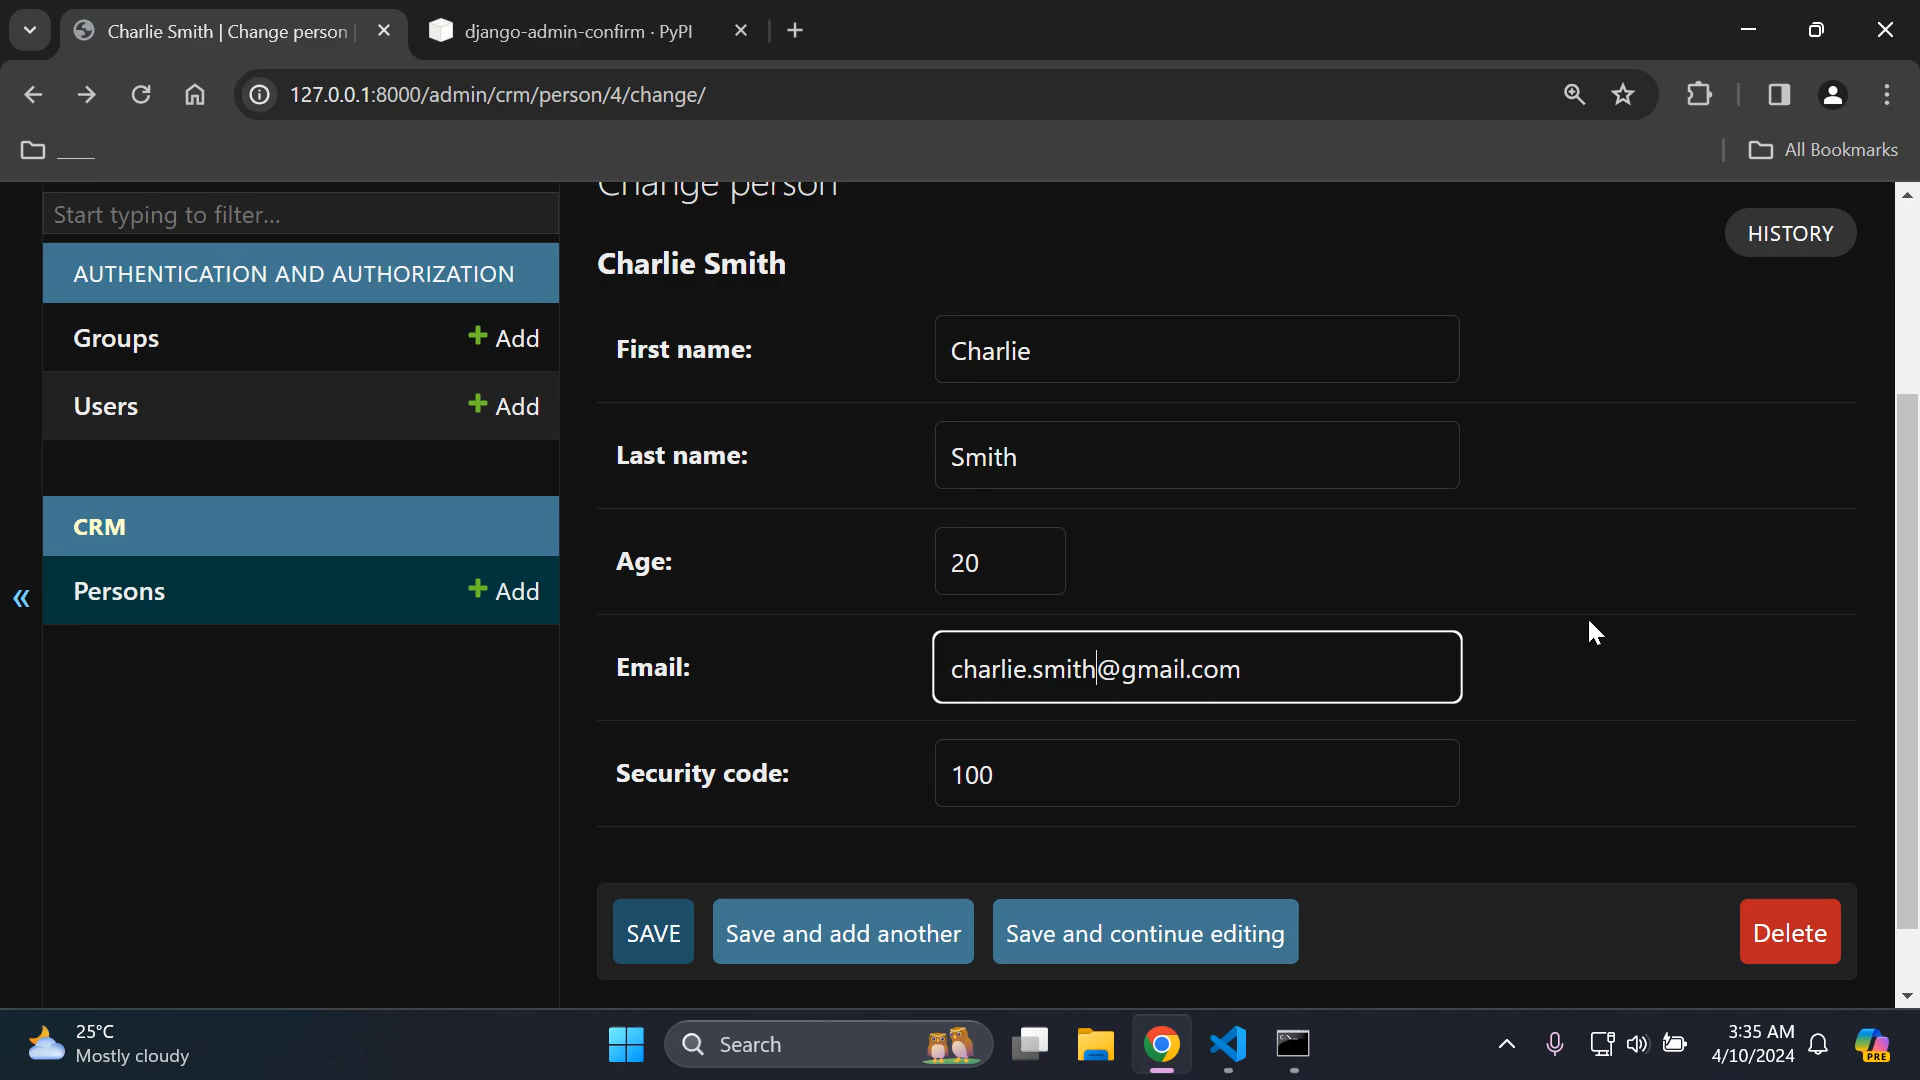 Charlie Smith | Change person
django-admin-confirm · PyPI
127.0.0.1:8000/admin/crm/person/4/change/
All Bookmarks
Start typing to filter...
AUTHENTICATION AND AUTHORIZATION
Groups
Add
Users
Add
CRM
Persons
Add
«
Change person
HISTORY
Charlie Smith
First name:
Charlie
Last name:
Smith
Age:
20
Email:
charlie.smith@gmail.com
Security code:
100
SAVE
Save and add another
Save and continue editing
Delete
25°C
Mostly cloudy
Search
3:35 AM
4/10/2024
PRE